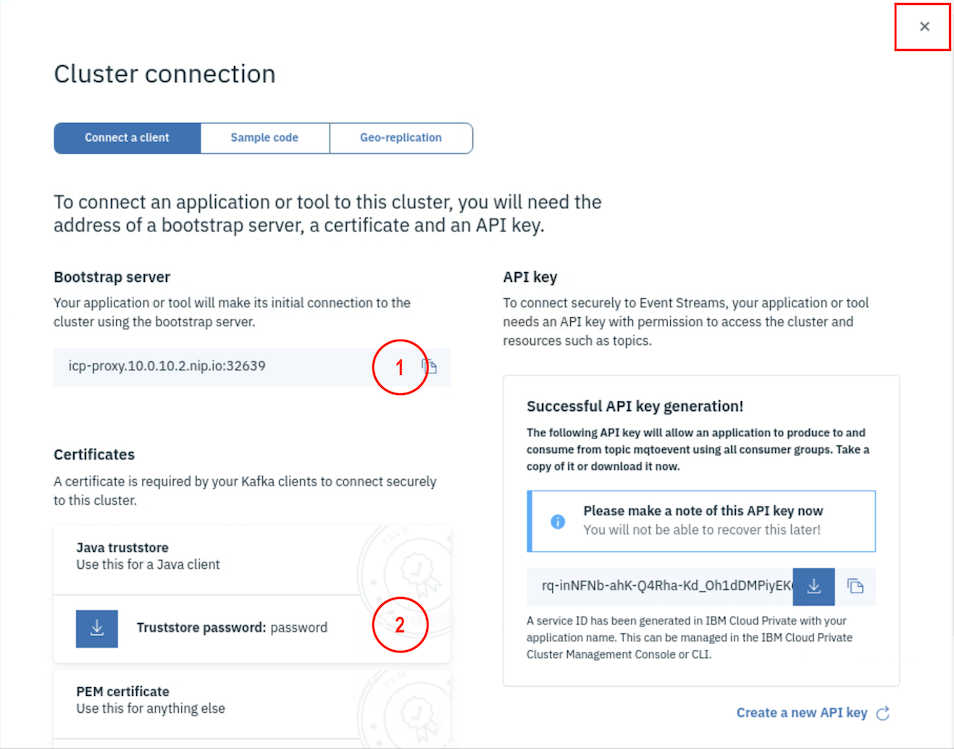 Cluster connection
Connect a client
Sample code
Geo-replication
To connect an application or tool to this cluster, you will need the
address of a bootstrap server, a certificate and an API key.
Bootstrap server
Your application or tool will make its initial connection to the
cluster using the bootstrap server.
icp-proxy.10.0.10.2.nip.io:32639
1
Certificates
A certificate is required by your Kafka clients to connect securely
to this cluster.
JAVA
Java truststore
Use this for a Java client
Truststore password: password
2
PEM
PEM certificate
Use this for anything else
API key
To connect securely to Event Streams, your application or tool
needs an API key with permission to access the cluster and
resources such as topics.
Successful API key generation!
The following API key will allow an application to produce to and
consume from topic mqtoevent using all consumer groups. Take a
copy of it or download it now.
Please make a note of this API key now
You will not be able to recover this later!
rq-inNFNb-ahK-Q4Rha-Kd_Oh1dDMPiyEK
A service ID has been generated in IBM Cloud Private with your
application name. This can be managed in the IBM Cloud Private
Cluster Management Console or CLI.
Create a new API key